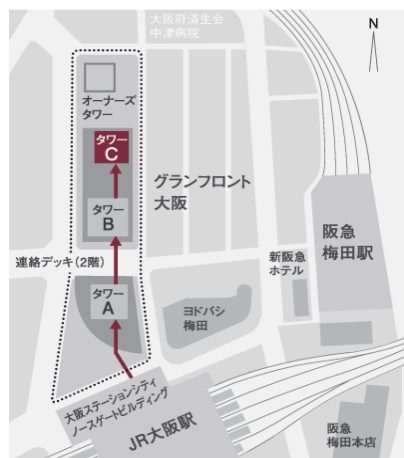 大阪府済生会
中津病院
N
オーナーズ
タワー
タワー
C
グランフロント
大阪
タワー
B
阪急
梅田駅
連絡デッキ（2階）
新阪急
ホテル
タワー
A
ヨドバシ
梅田
大阪ステーションシティ
ノースゲートビルディング
JR大阪駅
阪急
梅田本店